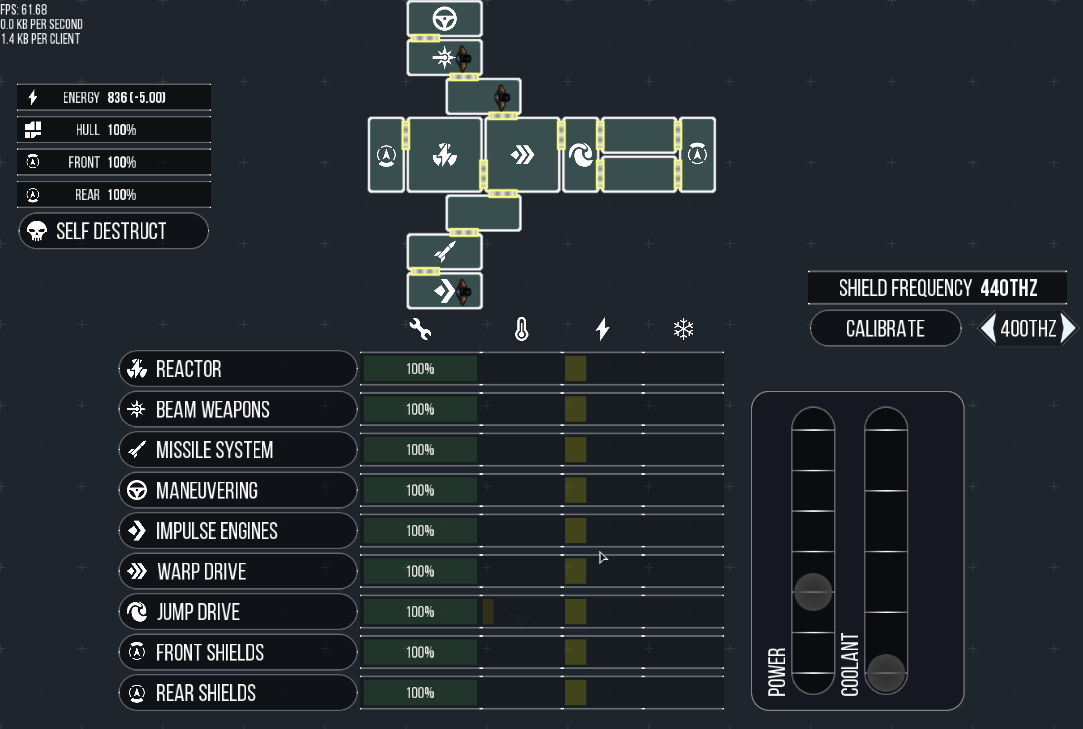 FPS: 61.68
0.0 KB PER SECOND
1.4 KB PER CLIENT
ENERGY 836 (-5.00)
HULL 100%
FRONT 100%
REAR 100%
SELF DESTRUCT
SHIELD FREQUENCY 440THZ
CALIBRATE 400THZ
REACTOR 100%
BEAM WEAPONS 100%
MISSILE SYSTEM 100%
MANEUVERING 100%
IMPULSE ENGINES 100%
WARP DRIVE 100%
JUMP DRIVE 100%
FRONT SHIELDS 100%
REAR SHIELDS 100%
POWER
COOLANT